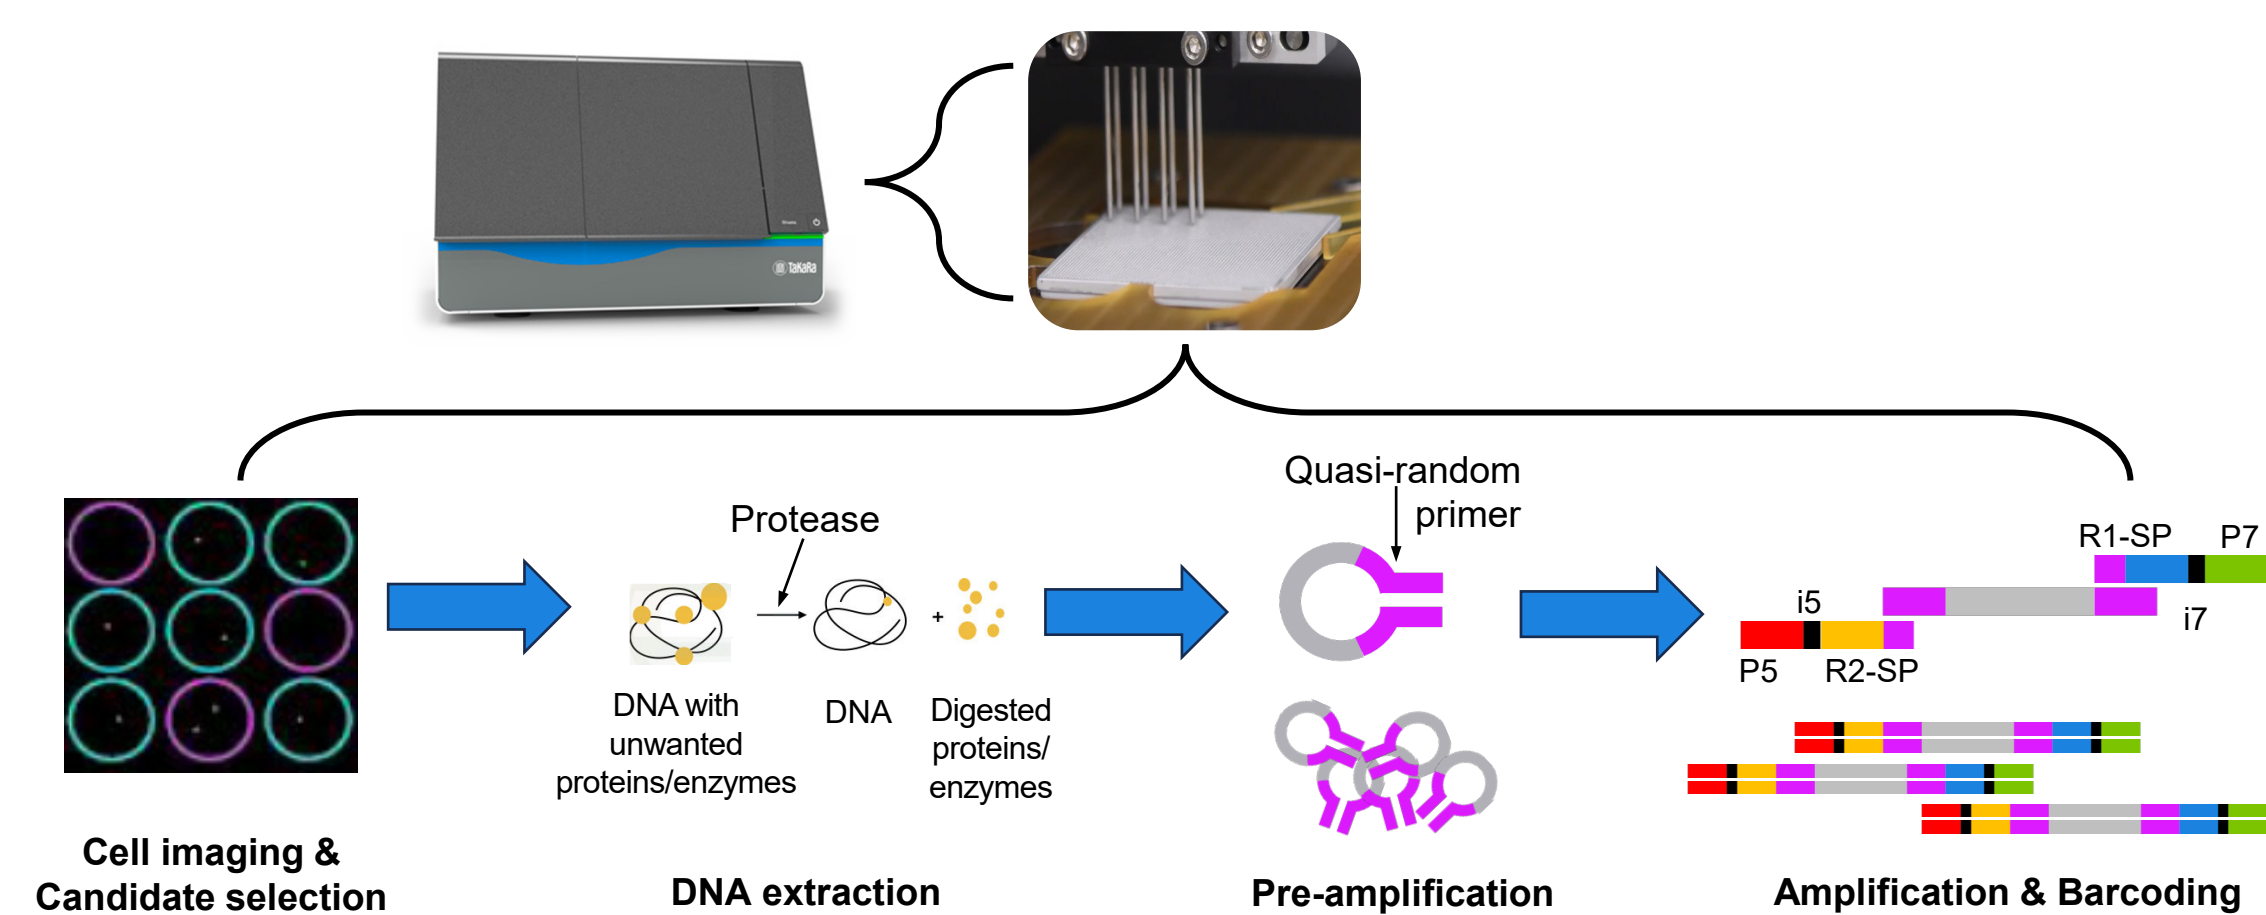 TaKaRa
Quasi-random
primer
Protease
R1-SP
P7
i5
i7
P5
R2-SP
DNA with
unwanted
proteins/enzymes
DNA
+
Digested
proteins/
enzymes
Cell imaging &
Candidate selection
DNA extraction
Pre-amplification
Amplification & Barcoding